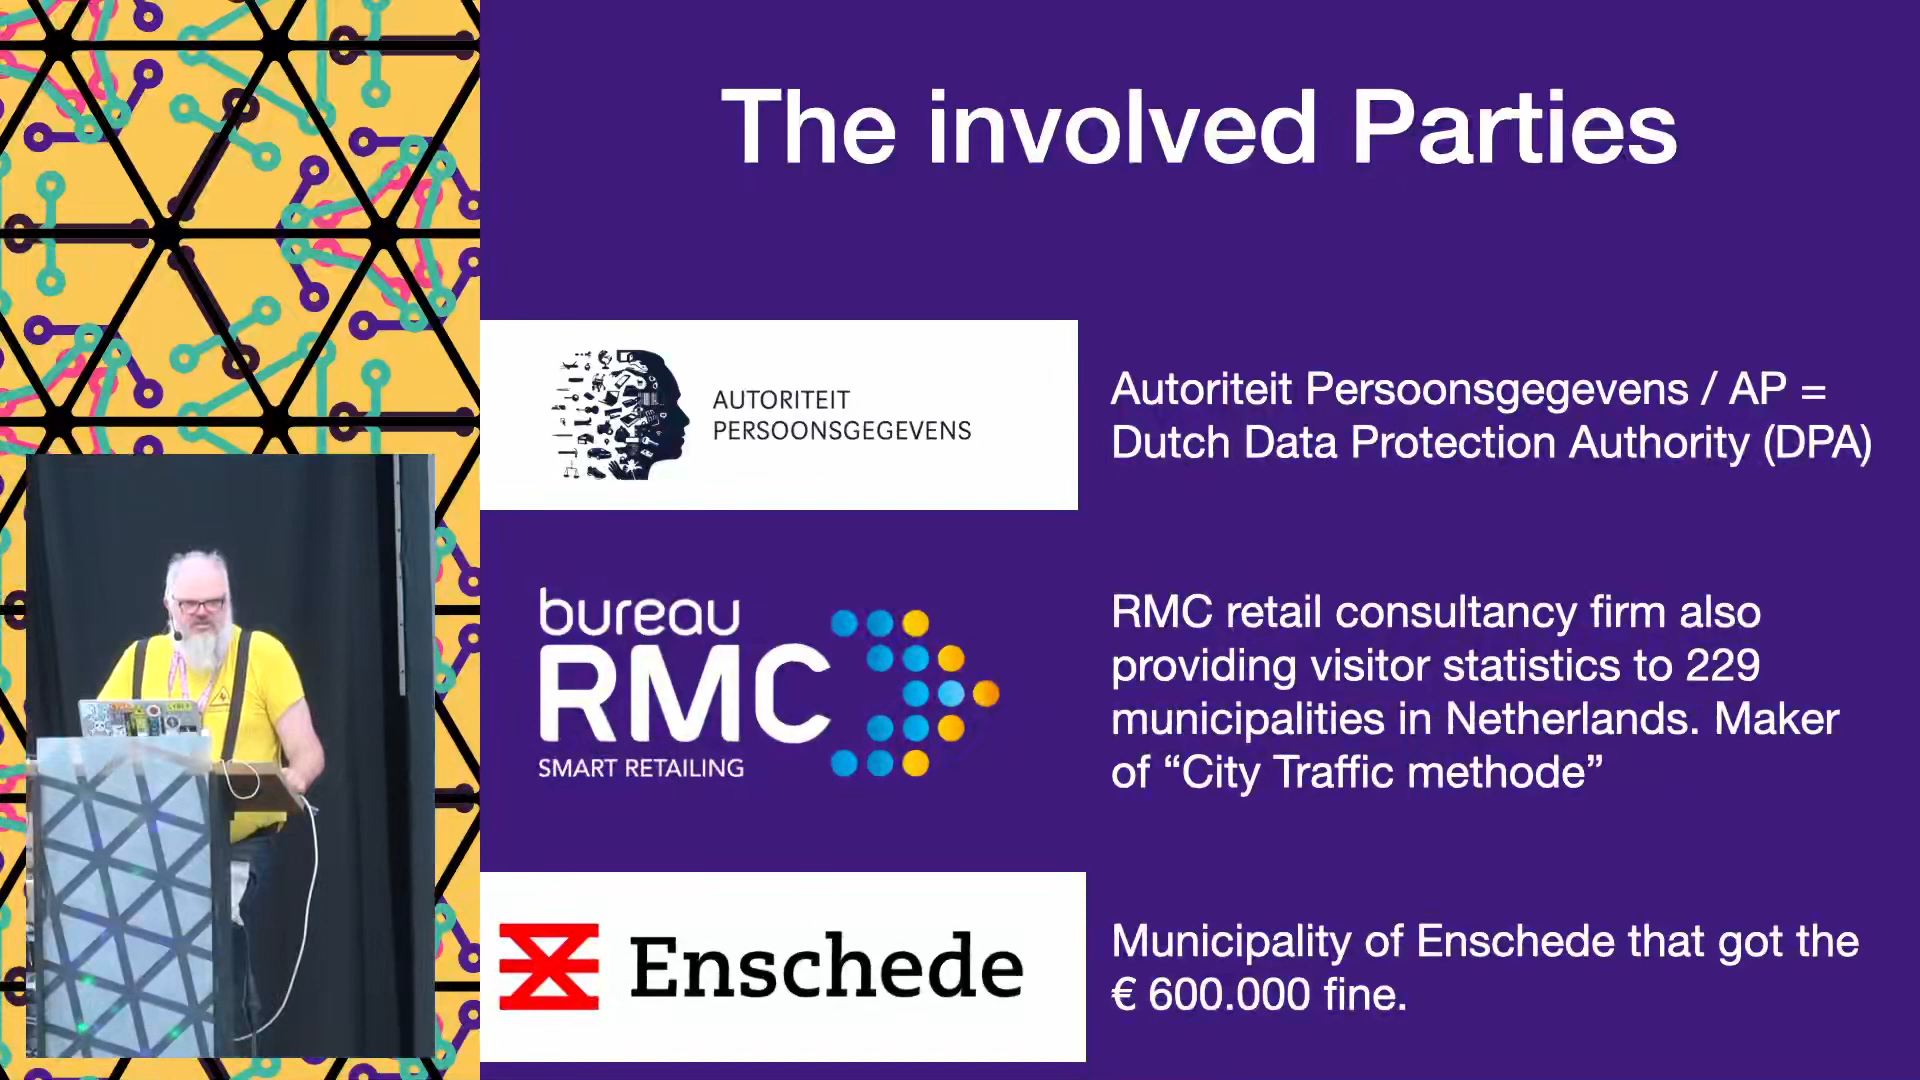 The involved Parties
AUTORITEIT
PERSOONSGEGEVENS
Autoriteit Persoonsgegevens / AP =
Dutch Data Protection Authority (DPA)
bureau
RMC
SMART RETAILING
RMC retail consultancy firm also
providing visitor statistics to 229
municipalities in Netherlands. Maker
of “City Traffic methode”
Enschede
Municipality of Enschede that got the
€ 600.000 fine.